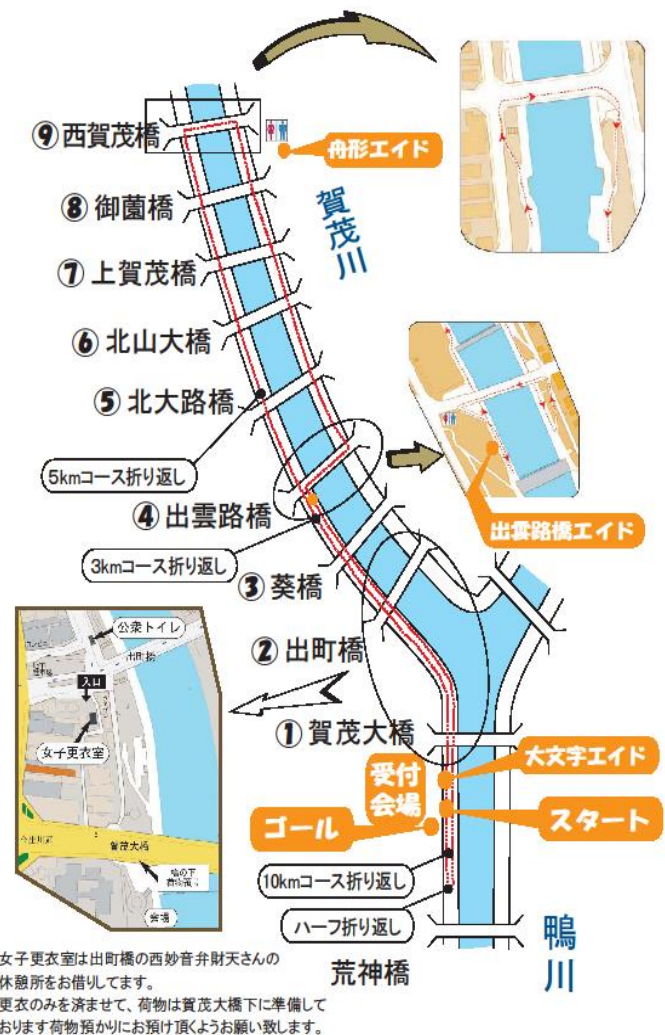 ⑨西賀茂橋
舟形エイド
賀茂川
⑧御薗橋
⑦上賀茂橋
⑥北山大橋
⑤北大路橋
5kmコース折り返し
④出雲路橋
出雲路橋エイド
3kmコース折り返し
③葵橋
②出町橋
①賀茂大橋
大文字エイド
受付
会場
スタート
ゴール
10kmコース折り返し
ハーフ折り返し
荒神橋
鴨川
公衆トイレ
出町橋
入口
女子更衣室
賀茂大橋
橋の下
会場
女子更衣室は出町橋の西妙音弁財天さんの
休憩所をお借りしてます。
更衣のみを済ませて、荷物は賀茂大橋下に準備して
おります荷物預かりにお預け頂くようお願い致します。